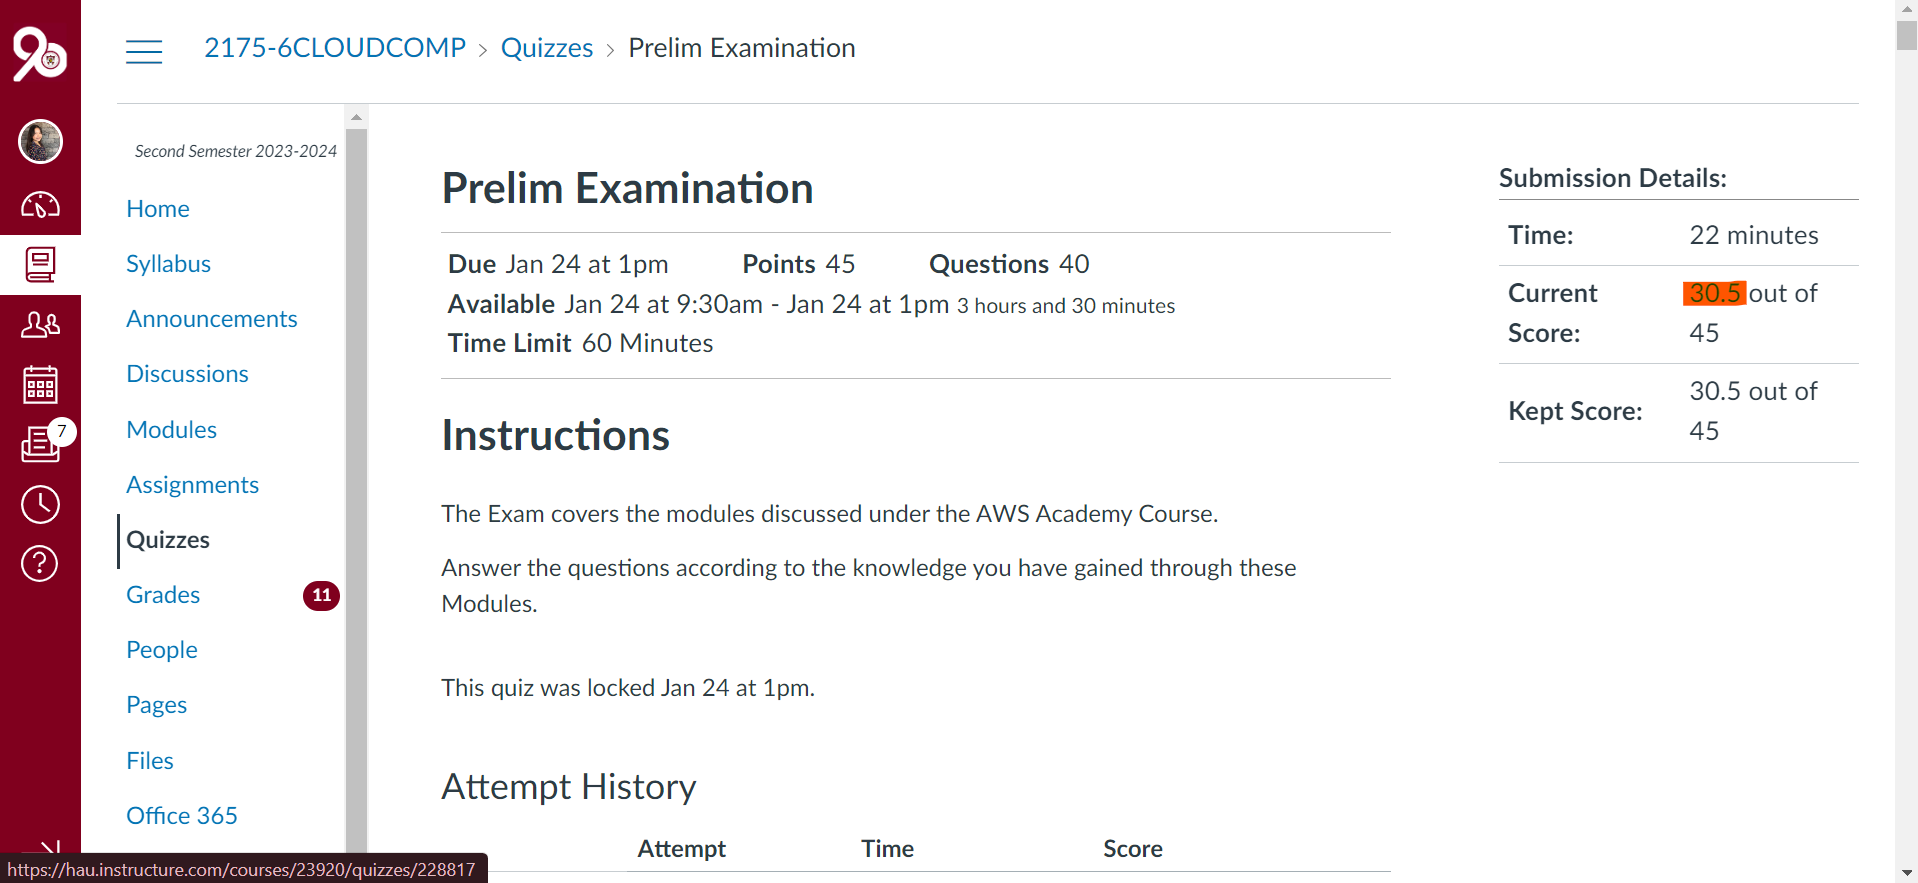 90
2175-6CLOUDCOMP > Quizzes > Prelim Examination
Second Semester 2023-2024
Home
Syllabus
Announcements
Discussions
Modules
Assignments
Quizzes
Grades 11
People
Pages
Files
Office 365
7
Prelim Examination
Due Jan 24 at 1pm Points 45 Questions 40
Available Jan 24 at 9:30am - Jan 24 at 1pm 3 hours and 30 minutes
Time Limit 60 Minutes
Instructions
The Exam covers the modules discussed under the AWS Academy Course.
Answer the questions according to the knowledge you have gained through these
Modules.
This quiz was locked Jan 24 at 1pm.
Attempt History
Attempt Time Score
Submission Details:
Time: 22 minutes
Current 30.5 out of
Score: 45
Kept Score: 30.5 out of
45
https://hau.instructure.com/courses/23920/quizzes/228817